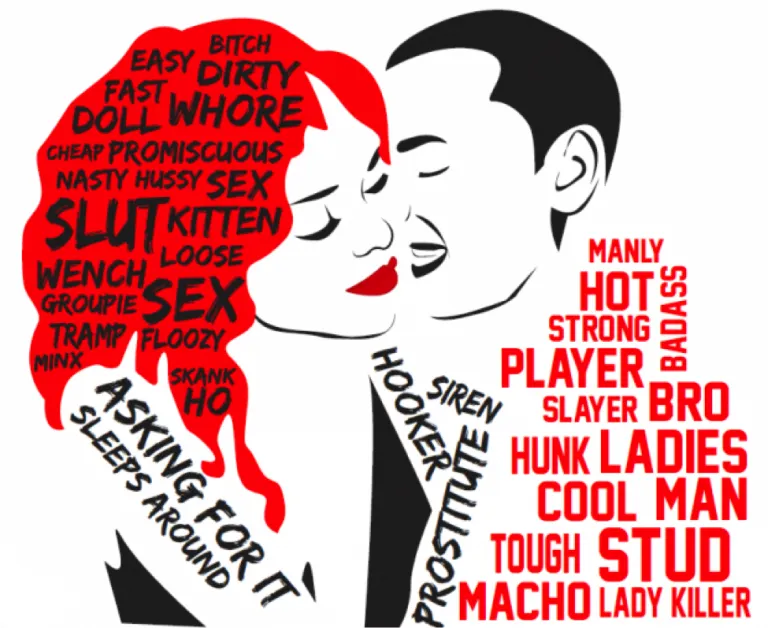 BITCH
EASY DIRTY
FAST
DOLL WHORE
CHEAP PROMISCUOUS
NASTY HUSSY SEX
SLUT KITTEN
LOOSE
WENCH
GROUPIE SEX
TRAMP FLOOZY
MINX
SKANK
HO
ASKING FOR IT
SLEEPS AROUND
HOOKER
SIREN
PROSTITUTE
MANLY
HOT
BADASS
STRONG
PLAYER
SLAYER BRO
HUNK LADIES
COOL MAN
TOUGH STUD
MACHO LADY KILLER